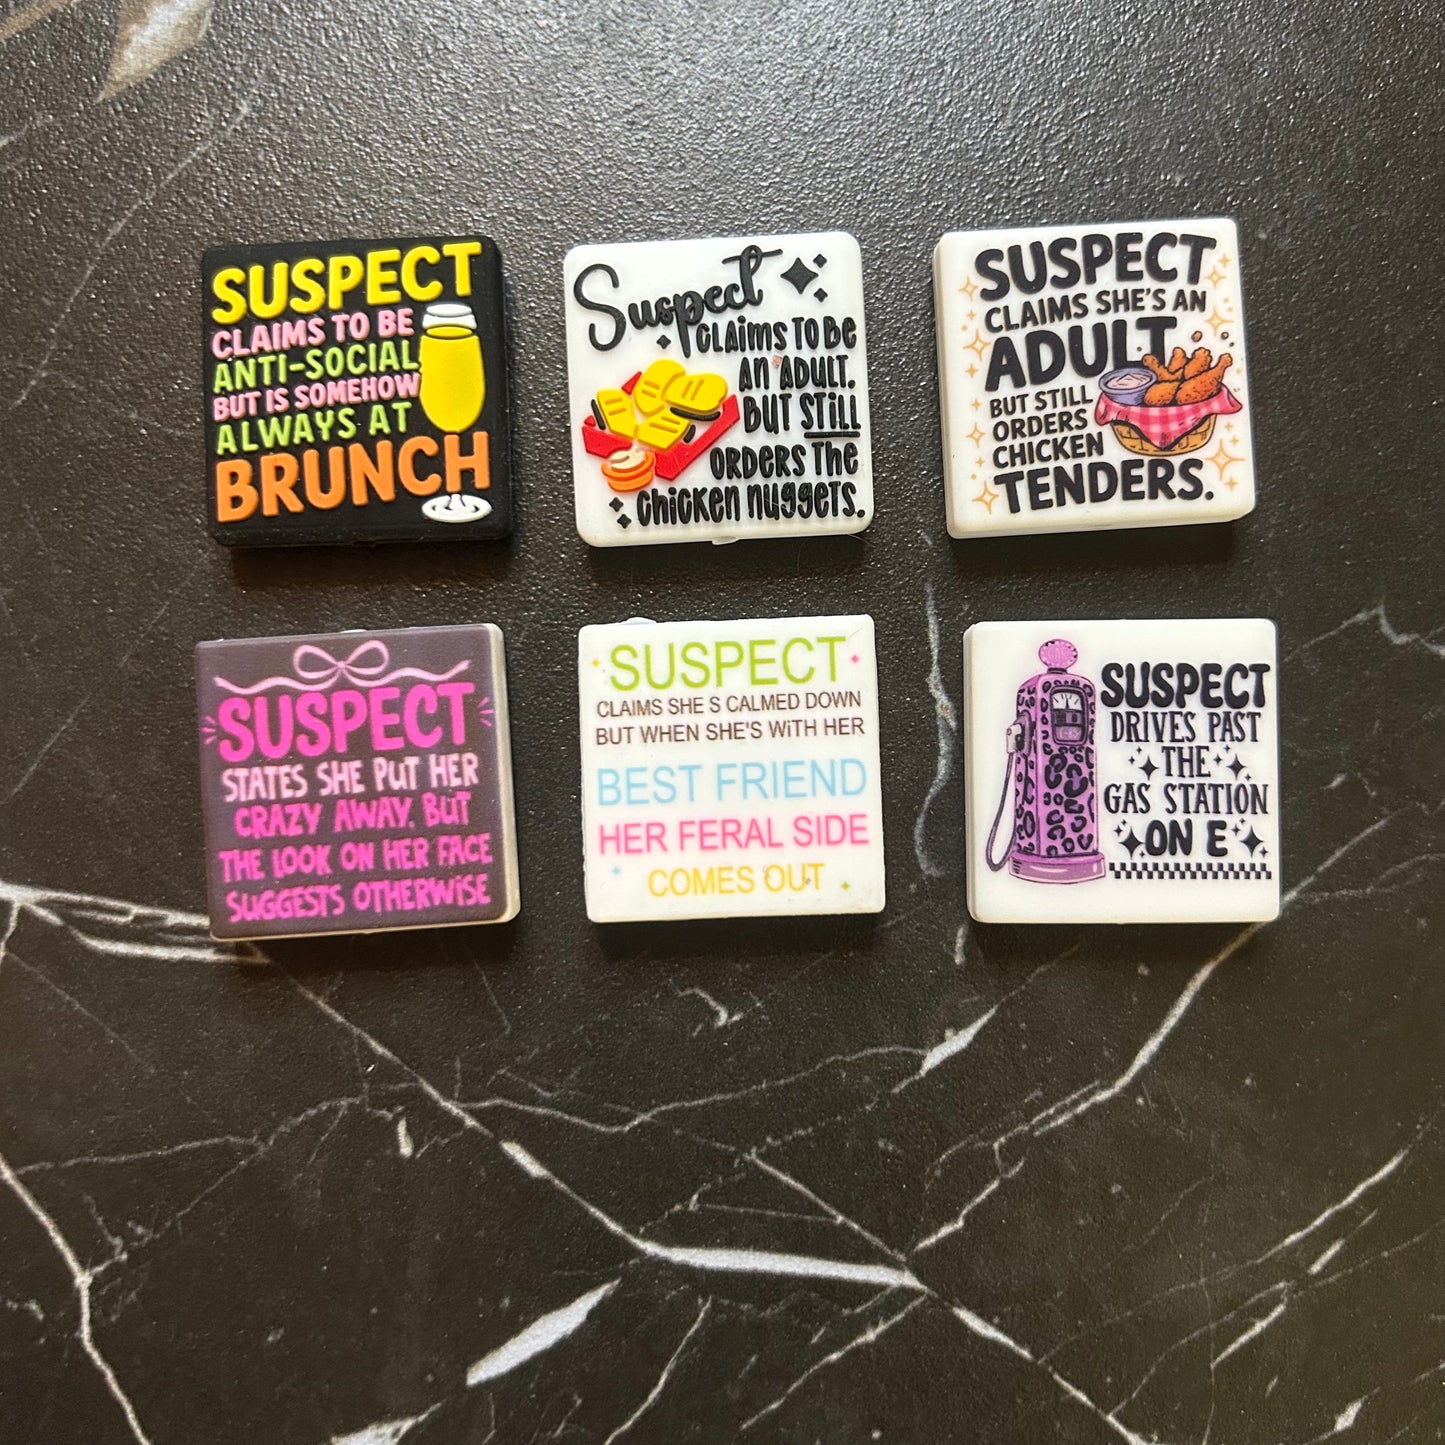 SUSPECT
CLAIMS TO BE
ANTI-SOCIAL
BUT IS SOMEHOW
ALWAYS AT
BRUNCH
Suspect
CLAIMS TO BE
AN ADULT.
BUT STILL
ORDERS THE
CHICKEN NUGGETS.
SUSPECT
CLAIMS SHE'S AN
ADULT
BUT STILL
ORDERS
CHICKEN
TENDERS.
SUSPECT
STATES SHE PUT HER
CRAZY AWAY, BUT
THE LOOK ON HER FACE
SUGGESTS OTHERWISE
SUSPECT
CLAIMS SHE S CALMED DOWN
BUT WHEN SHE'S WiTH HER
BEST FRIEND
HER FERAL SIDE
COMES OUT
SUSPECT
DRIVES PAST
THE
GAS STATION
ON E